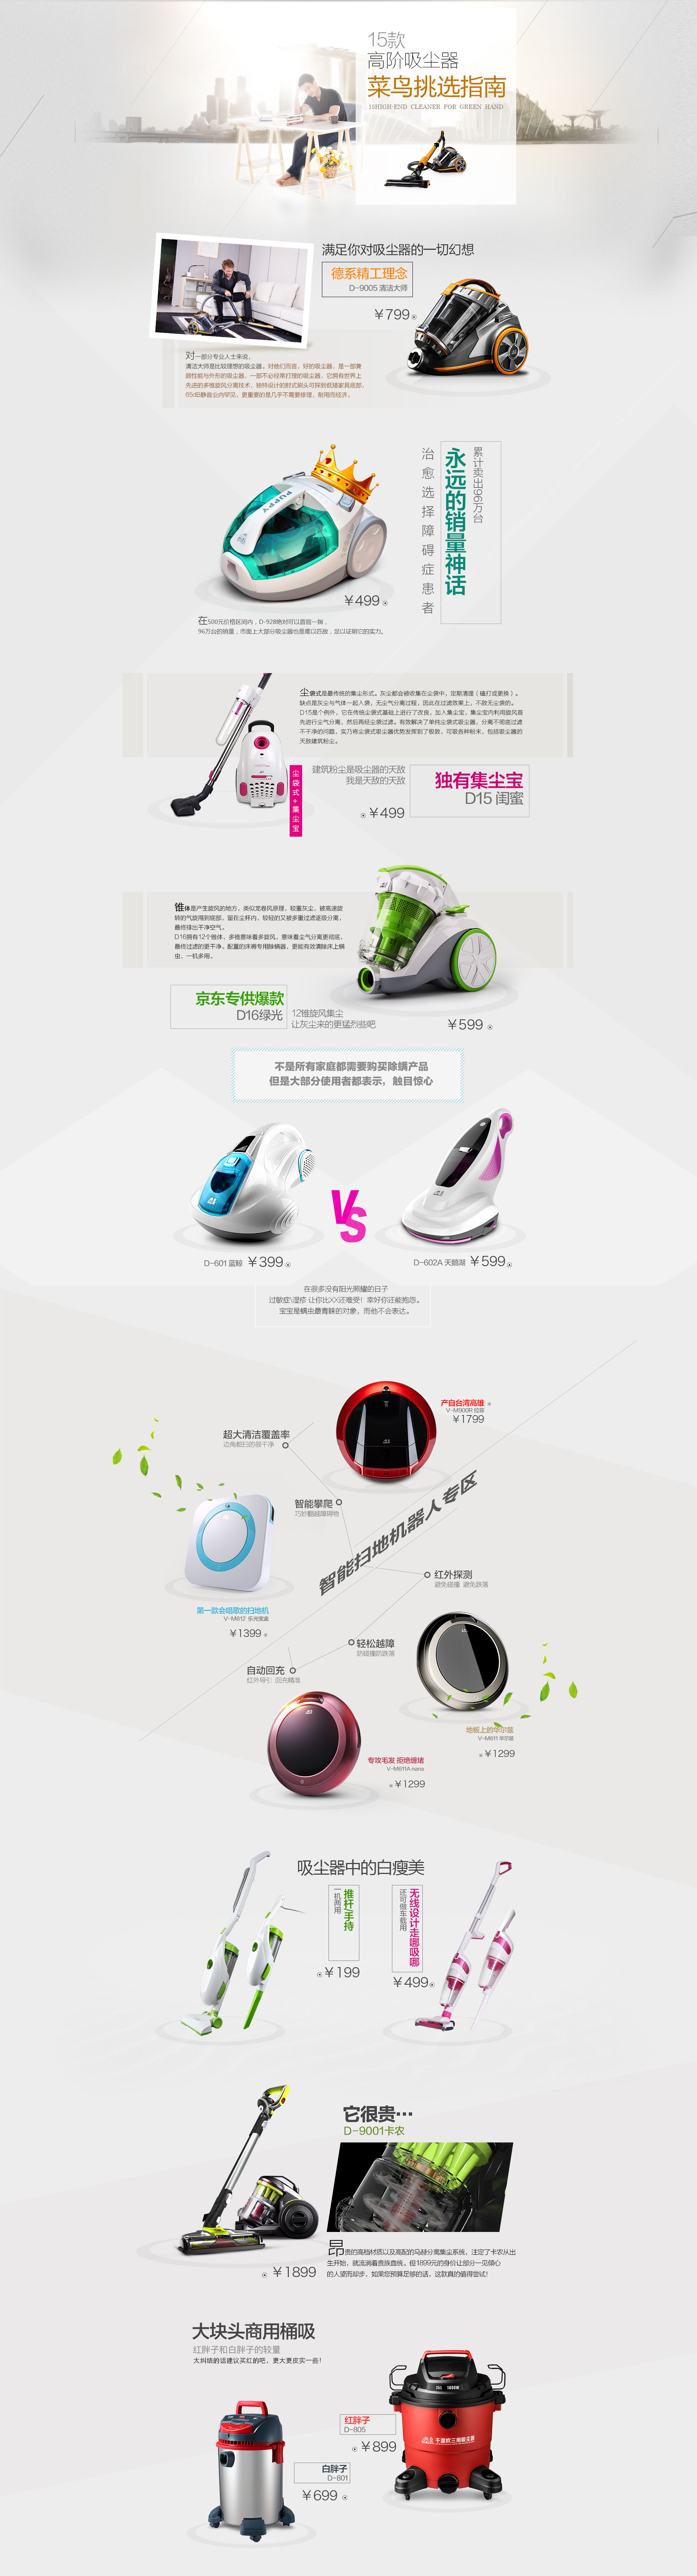 15款
高阶吸尘器
菜鸟挑选指南
15HIGH-END CLEANER FOR GREEN HAND
满足你对吸尘器的一切幻想
德系精工理念
D-9005 清洁大师
￥799
对一部分专业人士来说，
清洁大师是比较理想的吸尘器。对他们而言，好的吸尘器，是一部兼
顾性能与外形的吸尘器，一部不必经常打理的吸尘器，它拥有世界上
先进的多锥旋风分离技术，独特设计的肘式刷头可探到低矮家具底部，
65dB静音业内罕见，更重要的是几乎不需要修理，耐用而经济。
累计卖出96万台
永远的销量神话
治愈选择障碍症患者
PUPPY
￥499
在500元价格区间内，D-928绝对可以首屈一指，
96万台的销量，市面上大部分吸尘器也是难以匹敌，足以证明它的实力。
尘袋式是最传统的集尘形式。灰尘都会被收集在尘袋中，定期清理（磕打或更换）。
缺点是灰尘与气体一起入袋，无尘气分离过程，因此在过滤效果上，不敌无尘袋的。
D15是个例外，它在传统尘袋式基础上进行了改良，加入集尘宝，集尘宝内利用旋风首
先进行尘气分离，然后再经尘袋过滤。有效解决了单纯尘袋式吸尘器，分离不彻底过滤
不干净的问题，实乃将尘袋式吸尘器优势发挥到了极致，可吸各种粉末，包括吸尘器的
天敌建筑粉尘。
尘袋式+集尘宝
建筑粉尘是吸尘器的天敌
我是天敌的天敌
￥499
独有集尘宝
D15 闺蜜
锥体是产生旋风的地方，类似龙卷风原理，较重灰尘，被高速旋
转的气旋甩到底部，留在尘杯内，较轻的又被多重过滤逐级分离，
最终排出干净空气。
D16拥有12个锥体，多锥意味着多旋风，意味着尘气分离更彻底，
最终过滤的更干净。配置的床褥专用除螨器，更能有效清除床上螨
虫，一机多用。
京东专供爆款
D16绿光
12锥旋风集尘
让灰尘来的更猛烈些吧
￥599
不是所有家庭都需要购买除螨产品
但是大部分使用者都表示，触目惊心
VS
D-601 蓝鲸 ￥399
D-602A 天鹅湖 ￥599
在很多没有阳光照耀的日子
过敏症\湿疹 让你比XX还难受！幸好你还能抱怨。
宝宝是螨虫最青睐的对象，而他不会表达。
产自台湾高雄
V-M900R 拉菲
￥1799
超大清洁覆盖率
边角都扫的很干净
智能攀爬
巧妙翻越障碍物
智能扫地机器人专区
红外探测
避免碰撞 避免跌落
第一款会唱歌的扫地机
V-M612 乐光宝盒
￥1399
轻松越障
防碰撞防跌落
自动回充
红外导引 回充精准
地板上的华尔兹
V-M611 华尔兹
￥1299
专攻毛发 拒绝缠堵
V-M611A nana
￥1299
吸尘器中的白瘦美
推杆\手持
一机两用
￥199
无线设计走哪吸哪
还可做车载用
￥499
它很贵…
D-9001卡农
昂贵的高档材质以及高配的马赫分离集尘系统，注定了卡农从出
生开始，就流淌着贵族血统。但1899元的身价让部分一见倾心
的人望而却步，如果您预算足够的话，这款真的值得尝试！
￥1899
大块头商用桶吸
红胖子和白胖子的较量
太纠结的话建议买红的吧，更大更皮实一些！
红胖子
D-805
￥899
1600W
干湿吹三用吸尘器
白胖子
D-801
￥699